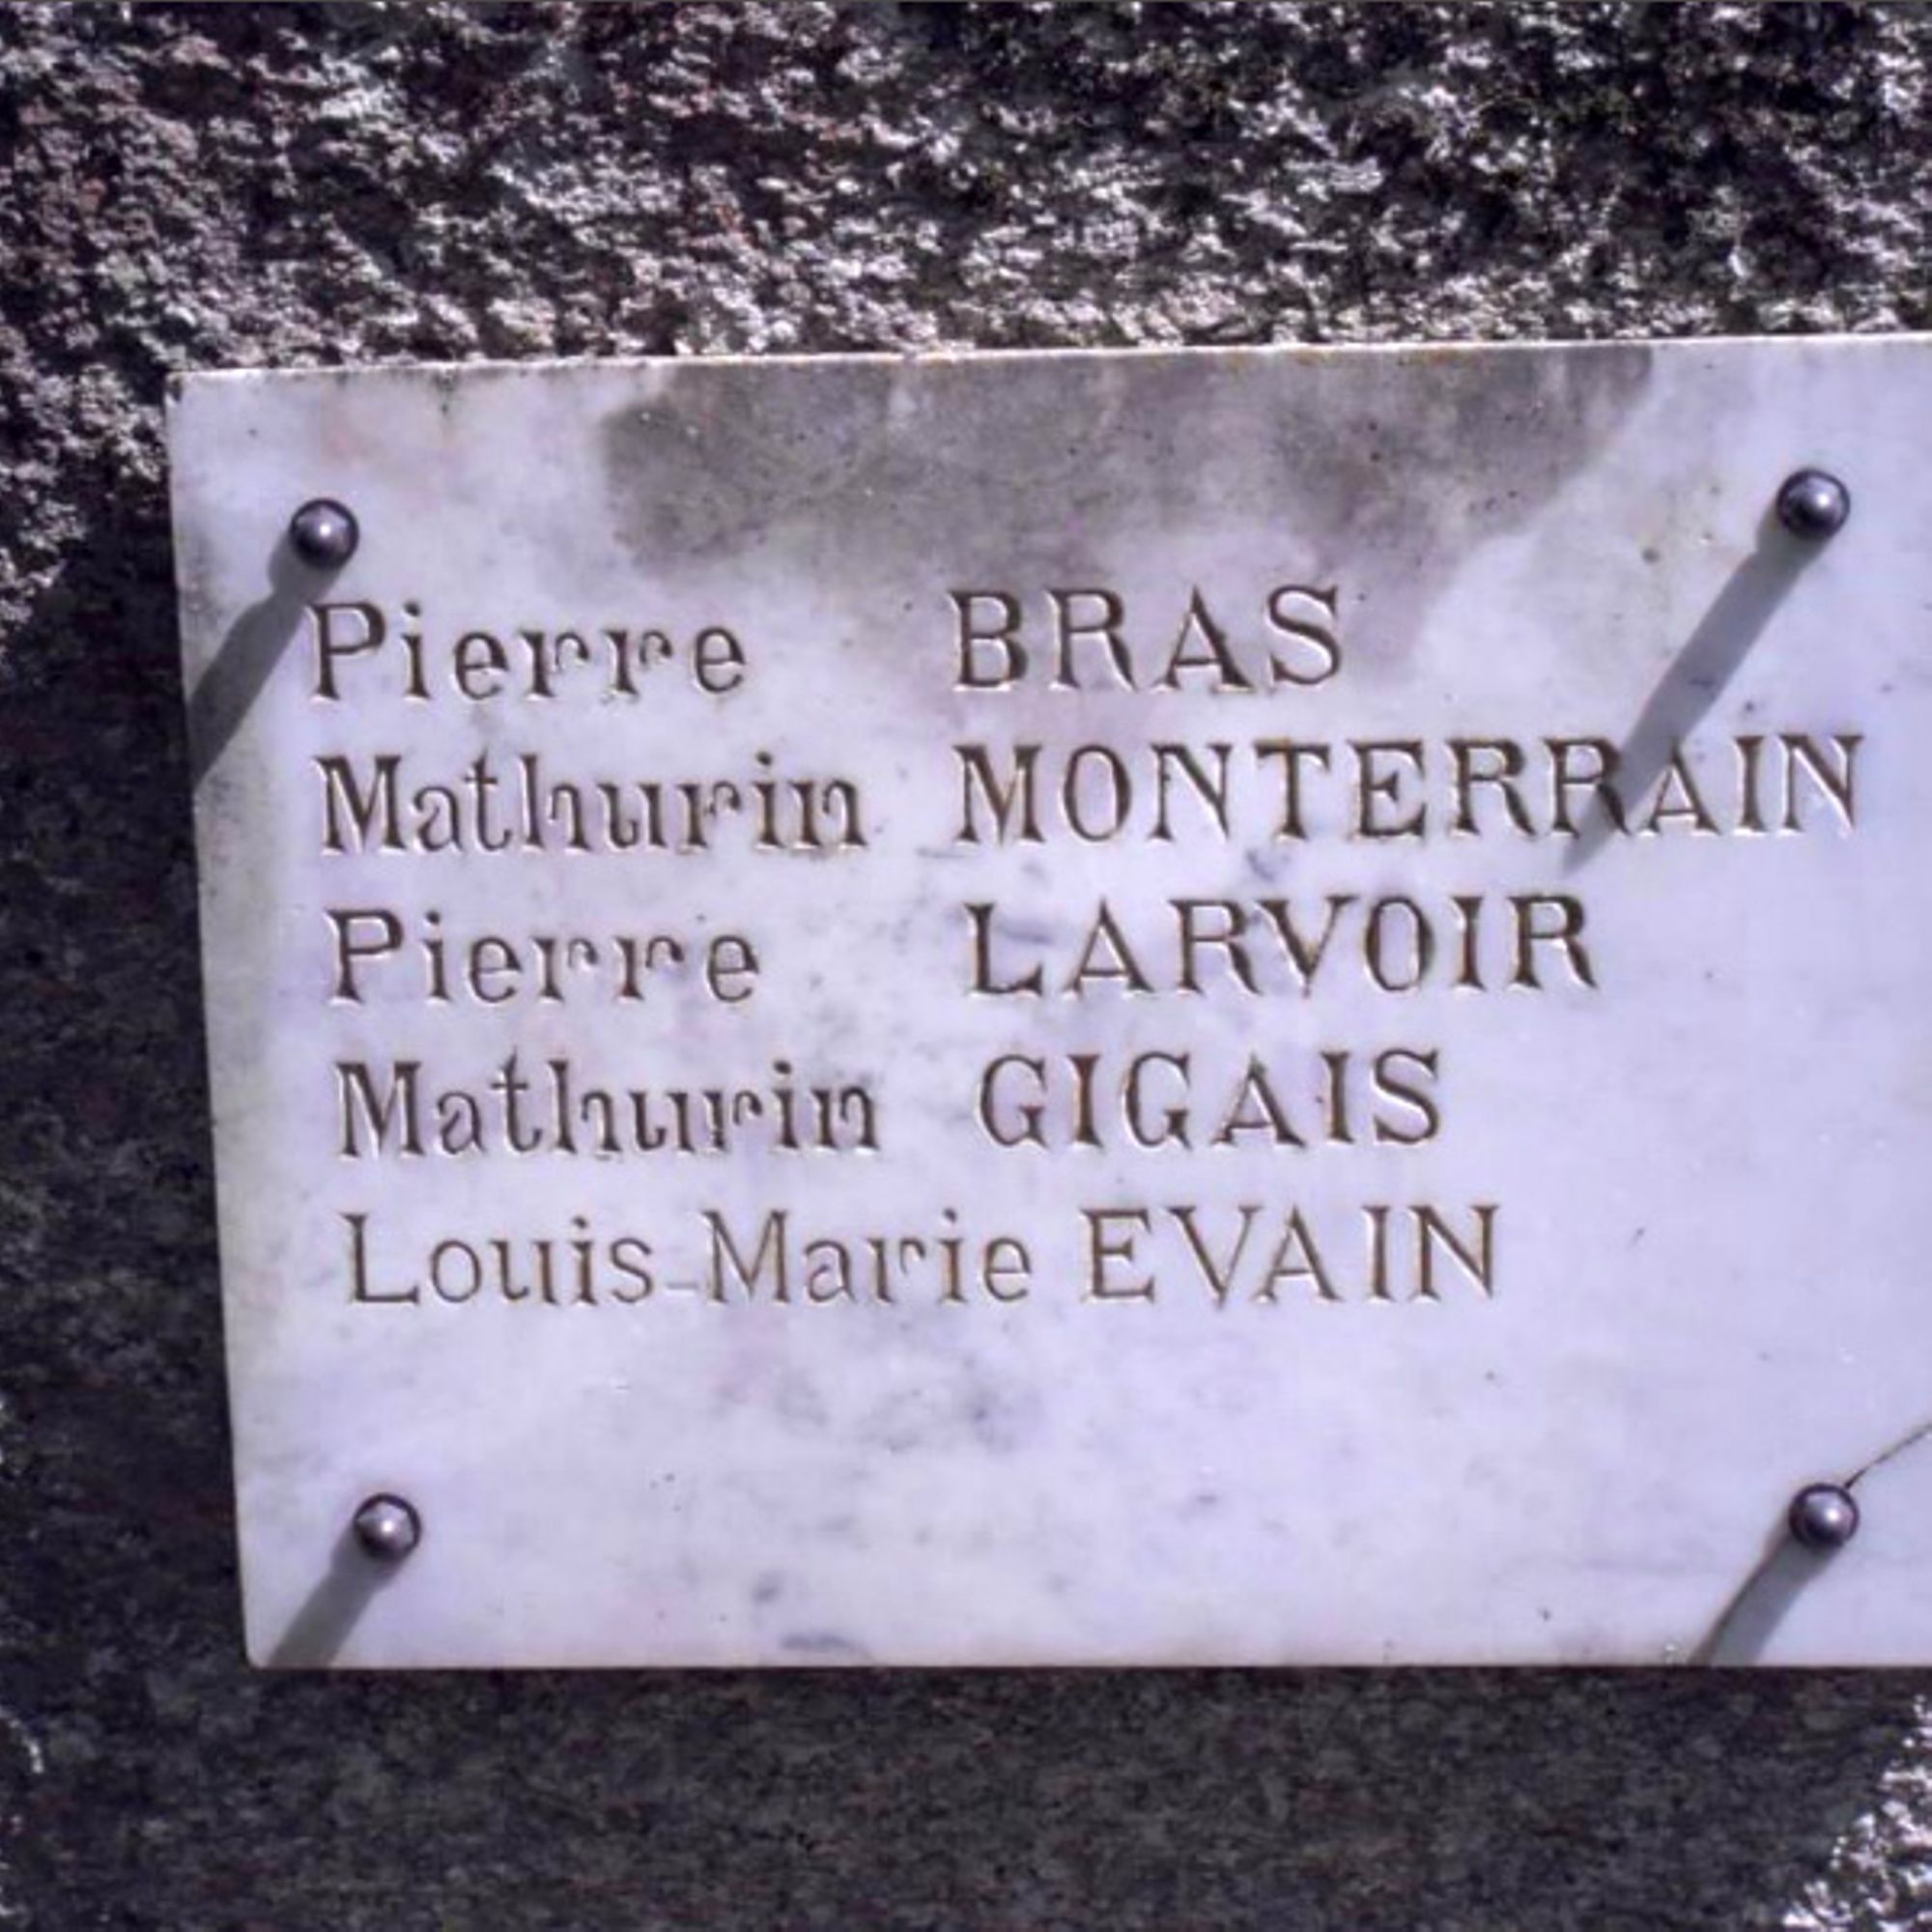 Pierre BRAS
Mathurin MONTERRAIN
Pierre LARVOIR
Mathurin GIGAIS
Louis-Marie EVAIN